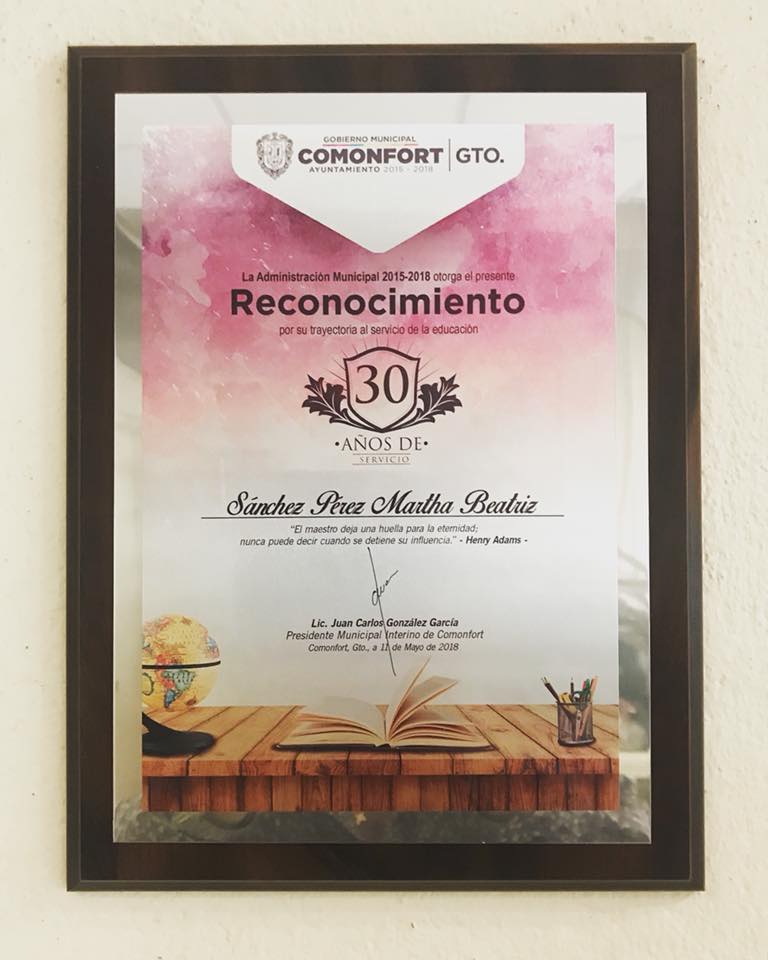 GOBIERNO MUNICIPAL
COMONFORT GTO.
AYUNTAMIENTO 2015 - 2018
La Administración Municipal 2015-2018 otorga el presente
Reconocimiento
por su trayectoria al servicio de la educación
30
• AÑOS DE •
SERVICIO
Sánchez Pérez Martha Beatriz
"El maestro deja una huella para la eternidad;
nunca puede decir cuando se detiene su influencia." - Henry Adams -
Lic. Juan Carlos González García
Presidente Municipal Interino de Comonfort
Comonfort, Gto., a 11 de Mayo de 2018